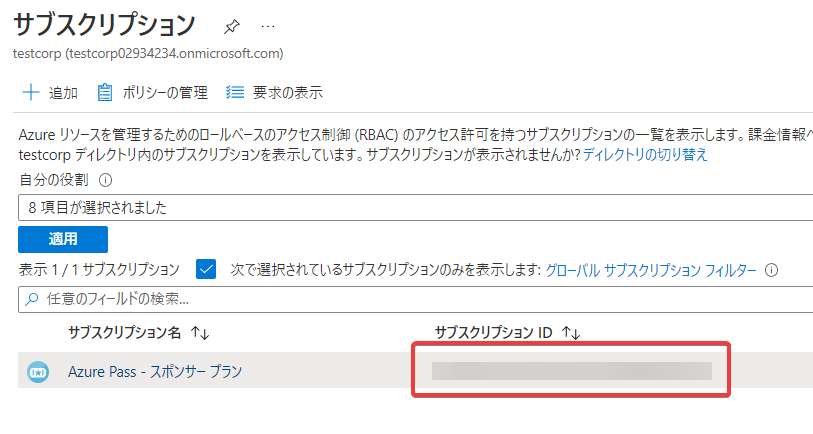 サブスクリプション ...
testcorp (testcorp02934234.onmicrosoft.com)
追加 ポリシーの管理 要求の表示
Azure リソースを管理するためのロールベースのアクセス制御 (RBAC) のアクセス許可を持つサブスクリプションの一覧を表示します。課金情報へ
testcorp ディレクトリ内のサブスクリプションを表示しています。サブスクリプションが表示されませんか? ディレクトリの切り替え
自分の役割
8 項目が選択されました
適用
表示 1 / 1 サブスクリプション 次で選択されているサブスクリプションのみを表示します: グローバル サブスクリプション フィルター
任意のフィールドの検索...
サブスクリプション名 ↑↓ サブスクリプション ID ↑↓
Azure Pass - スポンサー プラン